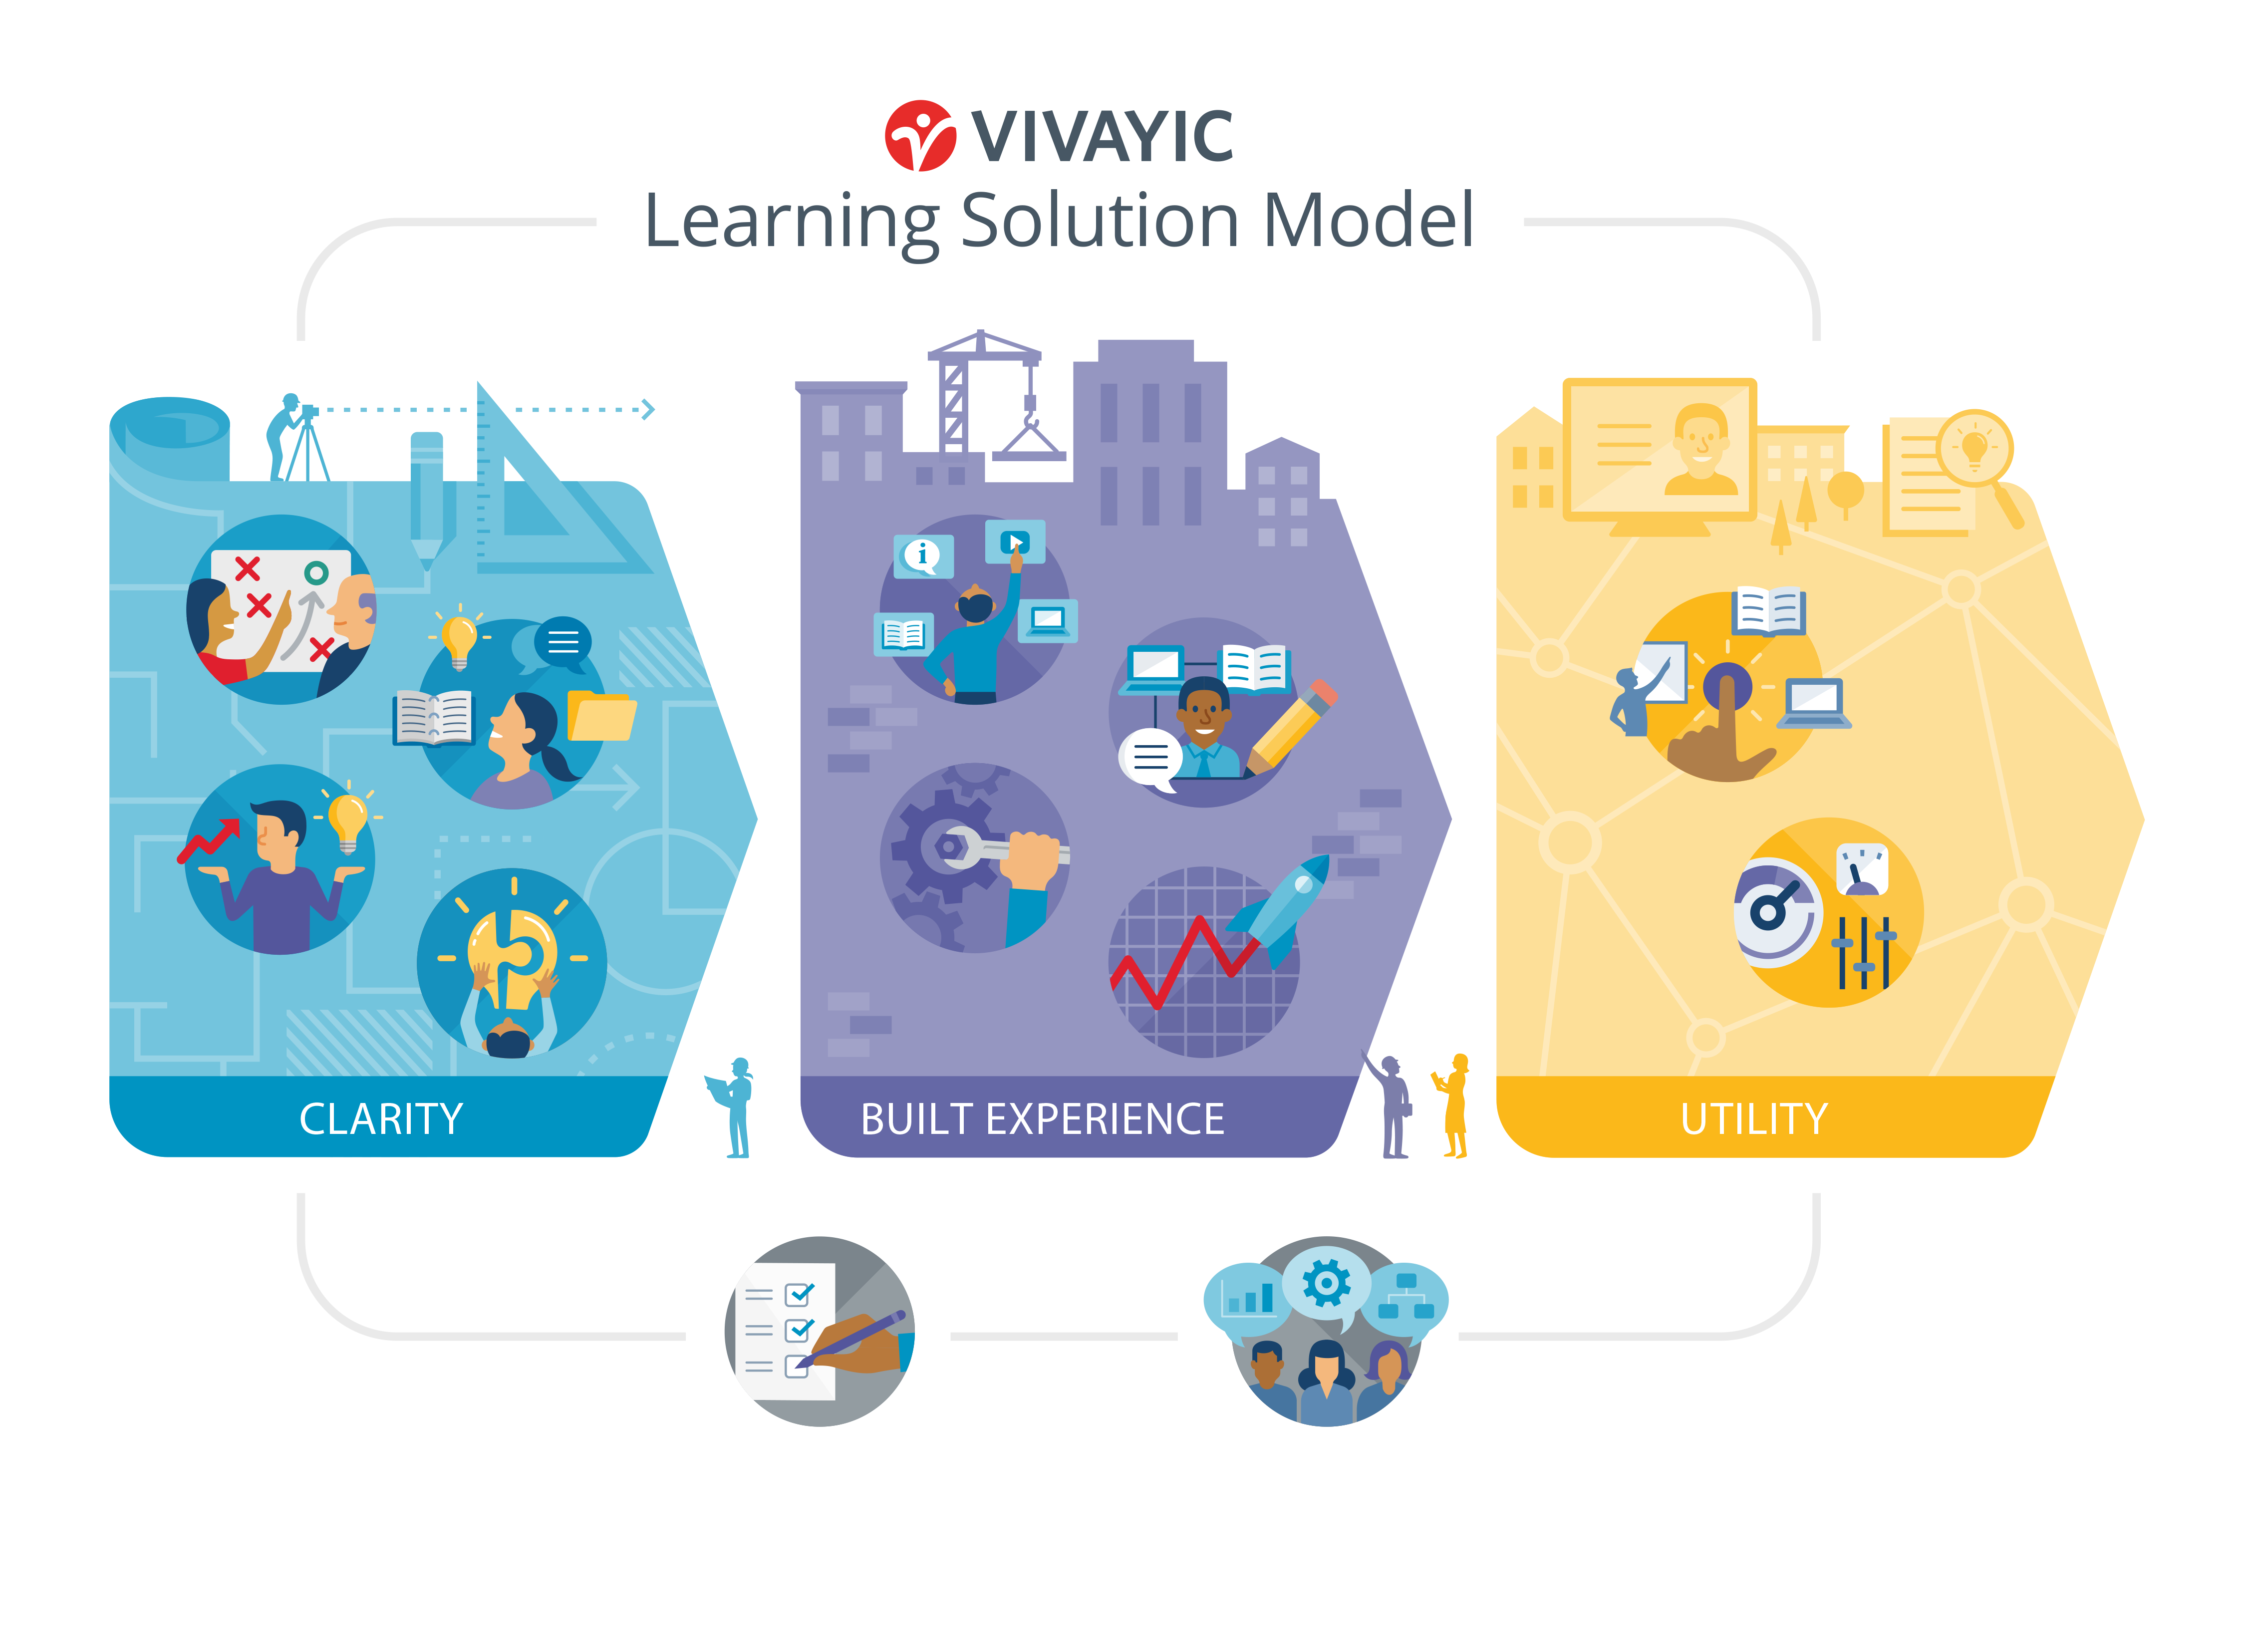 VIVAYIC
Learning Solution Model
i
CLARITY
BUILT EXPERIENCE
UTILITY